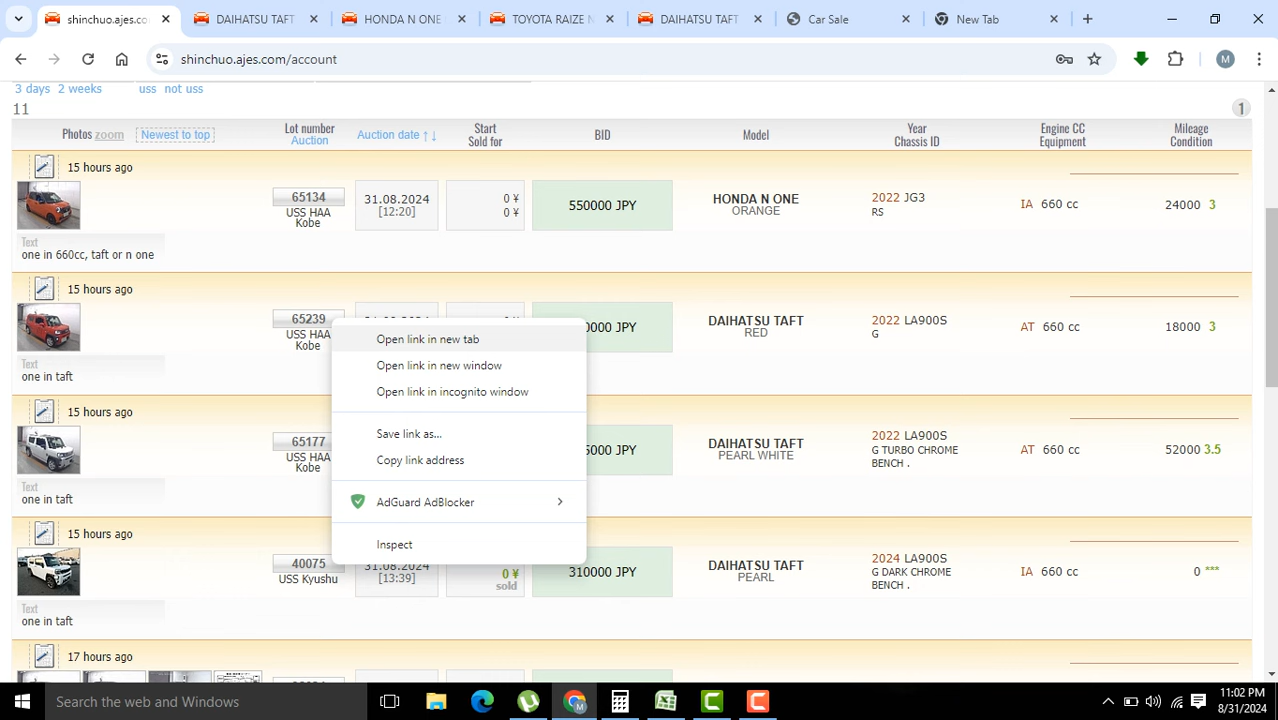 shinchuo.ajes.co
DAIHATSU TAFT
HONDA N ONE
TOYOTA RAIZE N
DAIHATSU TAFT
Car Sale
New Tab
shinchuo.ajes.com/account
M
3 days 2 weeks uss not uss
11
1
Photos zoom Newest to top
Lot number
Auction
Auction date ↑↓
Start
Sold for
BID
Model
Year
Chassis ID
Engine CC
Equipment
Mileage
Condition
15 hours ago
65134
USS HAA
Kobe
31.08.2024
[12:20]
0 ¥
0 ¥
550000 JPY
HONDA N ONE
ORANGE
2022 JG3
RS
IA 660 cc
24000 3
Text
one in 660cc, taft or n one
15 hours ago
65239
USS HAA
Kobe
0000 JPY
DAIHATSU TAFT
RED
2022 LA900S
G
AT 660 cc
18000 3
Text
one in taft
Open link in new tab
Open link in new window
Open link in incognito window
Save link as...
Copy link address
AdGuard AdBlocker
Inspect
15 hours ago
65177
USS HAA
Kobe
5000 JPY
DAIHATSU TAFT
PEARL WHITE
2022 LA900S
G TURBO CHROME
BENCH .
AT 660 cc
52000 3.5
Text
one in taft
15 hours ago
40075
USS Kyushu
31.08.2024
[13:39]
0 ¥
sold
310000 JPY
DAIHATSU TAFT
PEARL
2024 LA900S
G DARK CHROME
BENCH .
IA 660 cc
0 ***
Text
one in taft
17 hours ago
Search the web and Windows
M
11:02 PM
8/31/2024